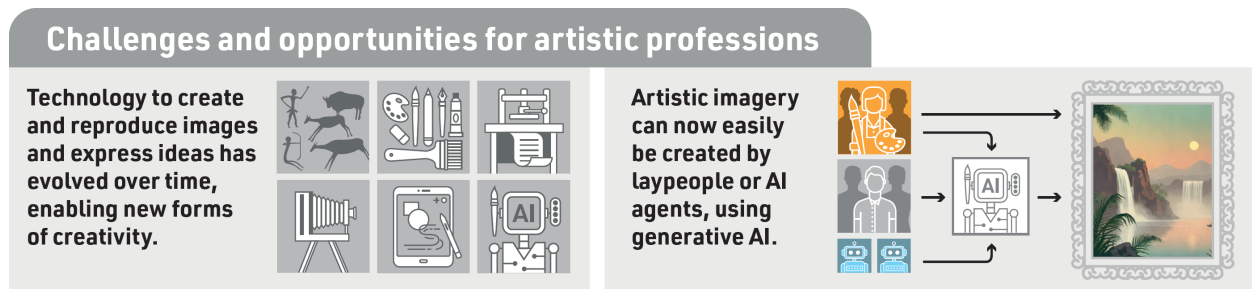 Challenges and opportunities for artistic professions
Technology to create
and reproduce images
and express ideas has
evolved over time,
enabling new forms
of creativity.
AI
Artistic imagery
can now easily
be created by
laypeople or AI
agents, using
generative AI.
AI